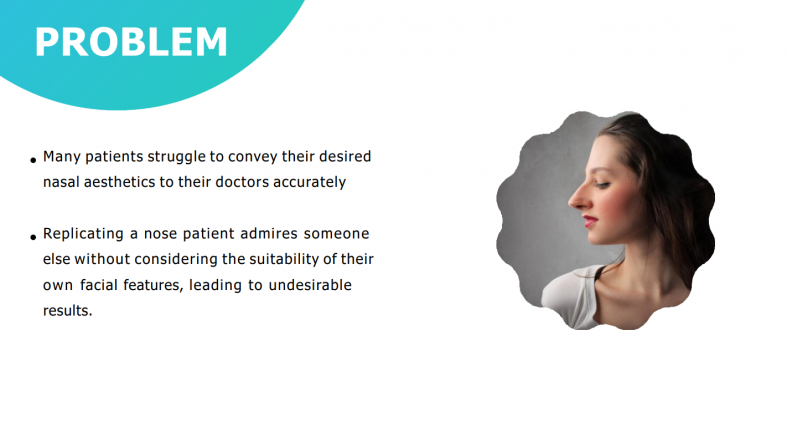 PROBLEM
• Many patients struggle to convey their desired
nasal aesthetics to their doctors accurately
• Replicating a nose patient admires someone
else without considering the suitability of their
own facial features, leading to undesirable
results.